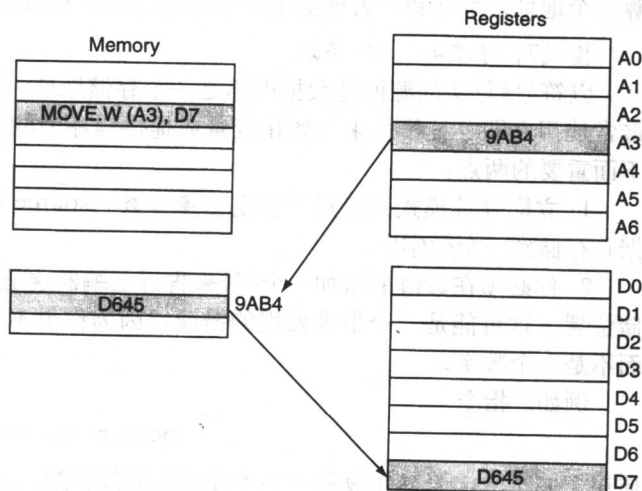 Memory
MOVE.W (A3), D7
D645
9AB4
Registers
A0
A1
A2
9AB4
A3
A4
A5
A6
D0
D1
D2
D3
D4
D5
D6
D645
D7